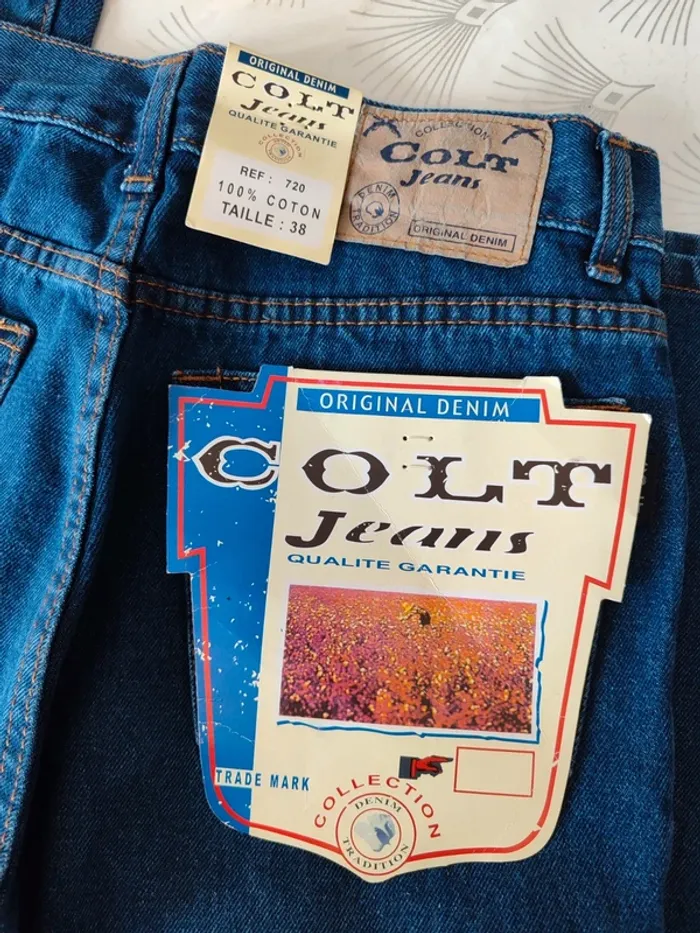 ORIGINAL DENIM
COLT
Jeans
QUALITE GARANTIE
COLLECTION
REF: 720
100% COTON
TAILLE : 38
COLLECTION
COLT
Jeans
DENIM
TRADITION
ORIGINAL DENIM
ORIGINAL DENIM
COLT
Jeans
QUALITE GARANTIE
TRADE MARK
COLLECTION
DENIM
TRADITION